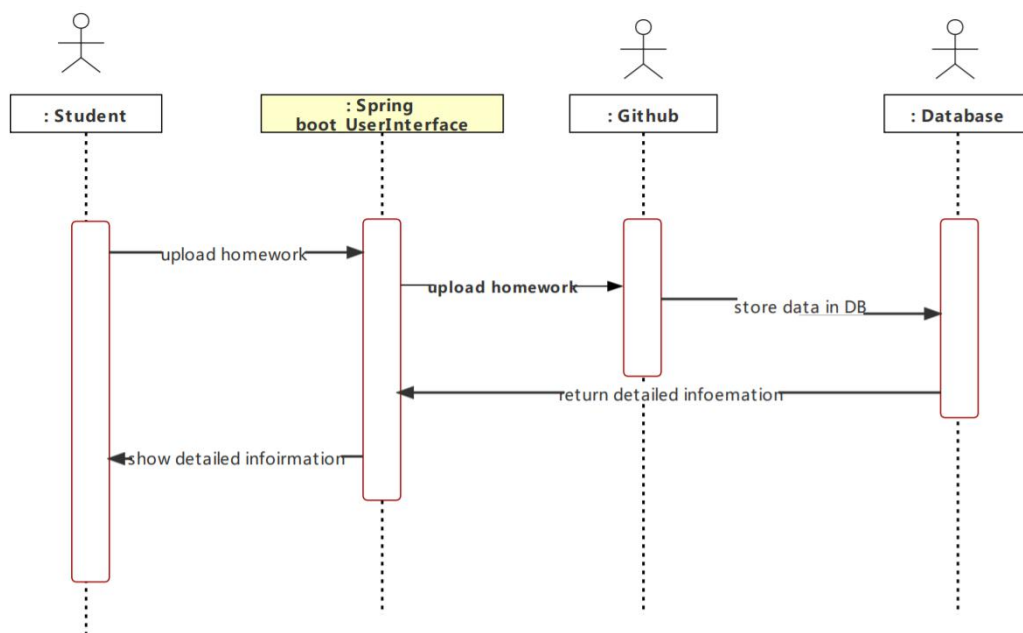 : Student
: Spring
boot UserInterface
: Github
: Database
upload homework
upload homework
store data in DB
return detailed infoemation
show detailed infoirmation